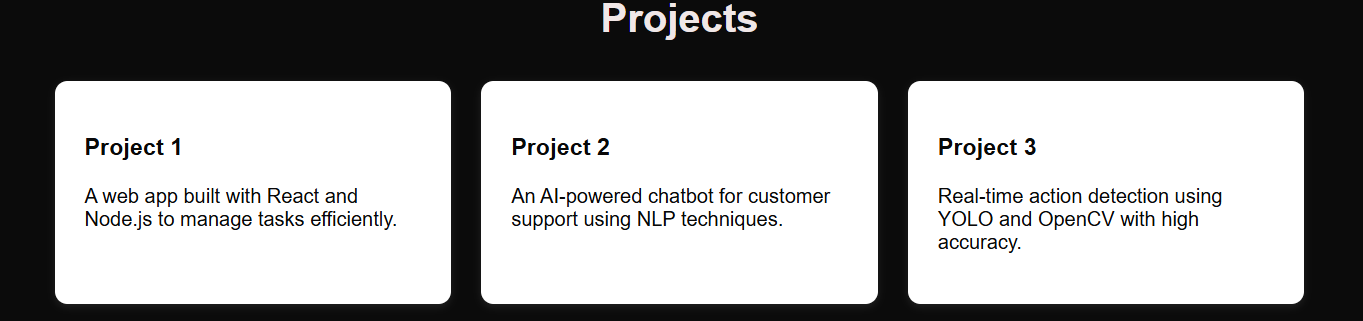 Projects
Project 1
A web app built with React and
Node.js to manage tasks efficiently.
Project 2
An AI-powered chatbot for customer
support using NLP techniques.
Project 3
Real-time action detection using
YOLO and OpenCV with high
accuracy.